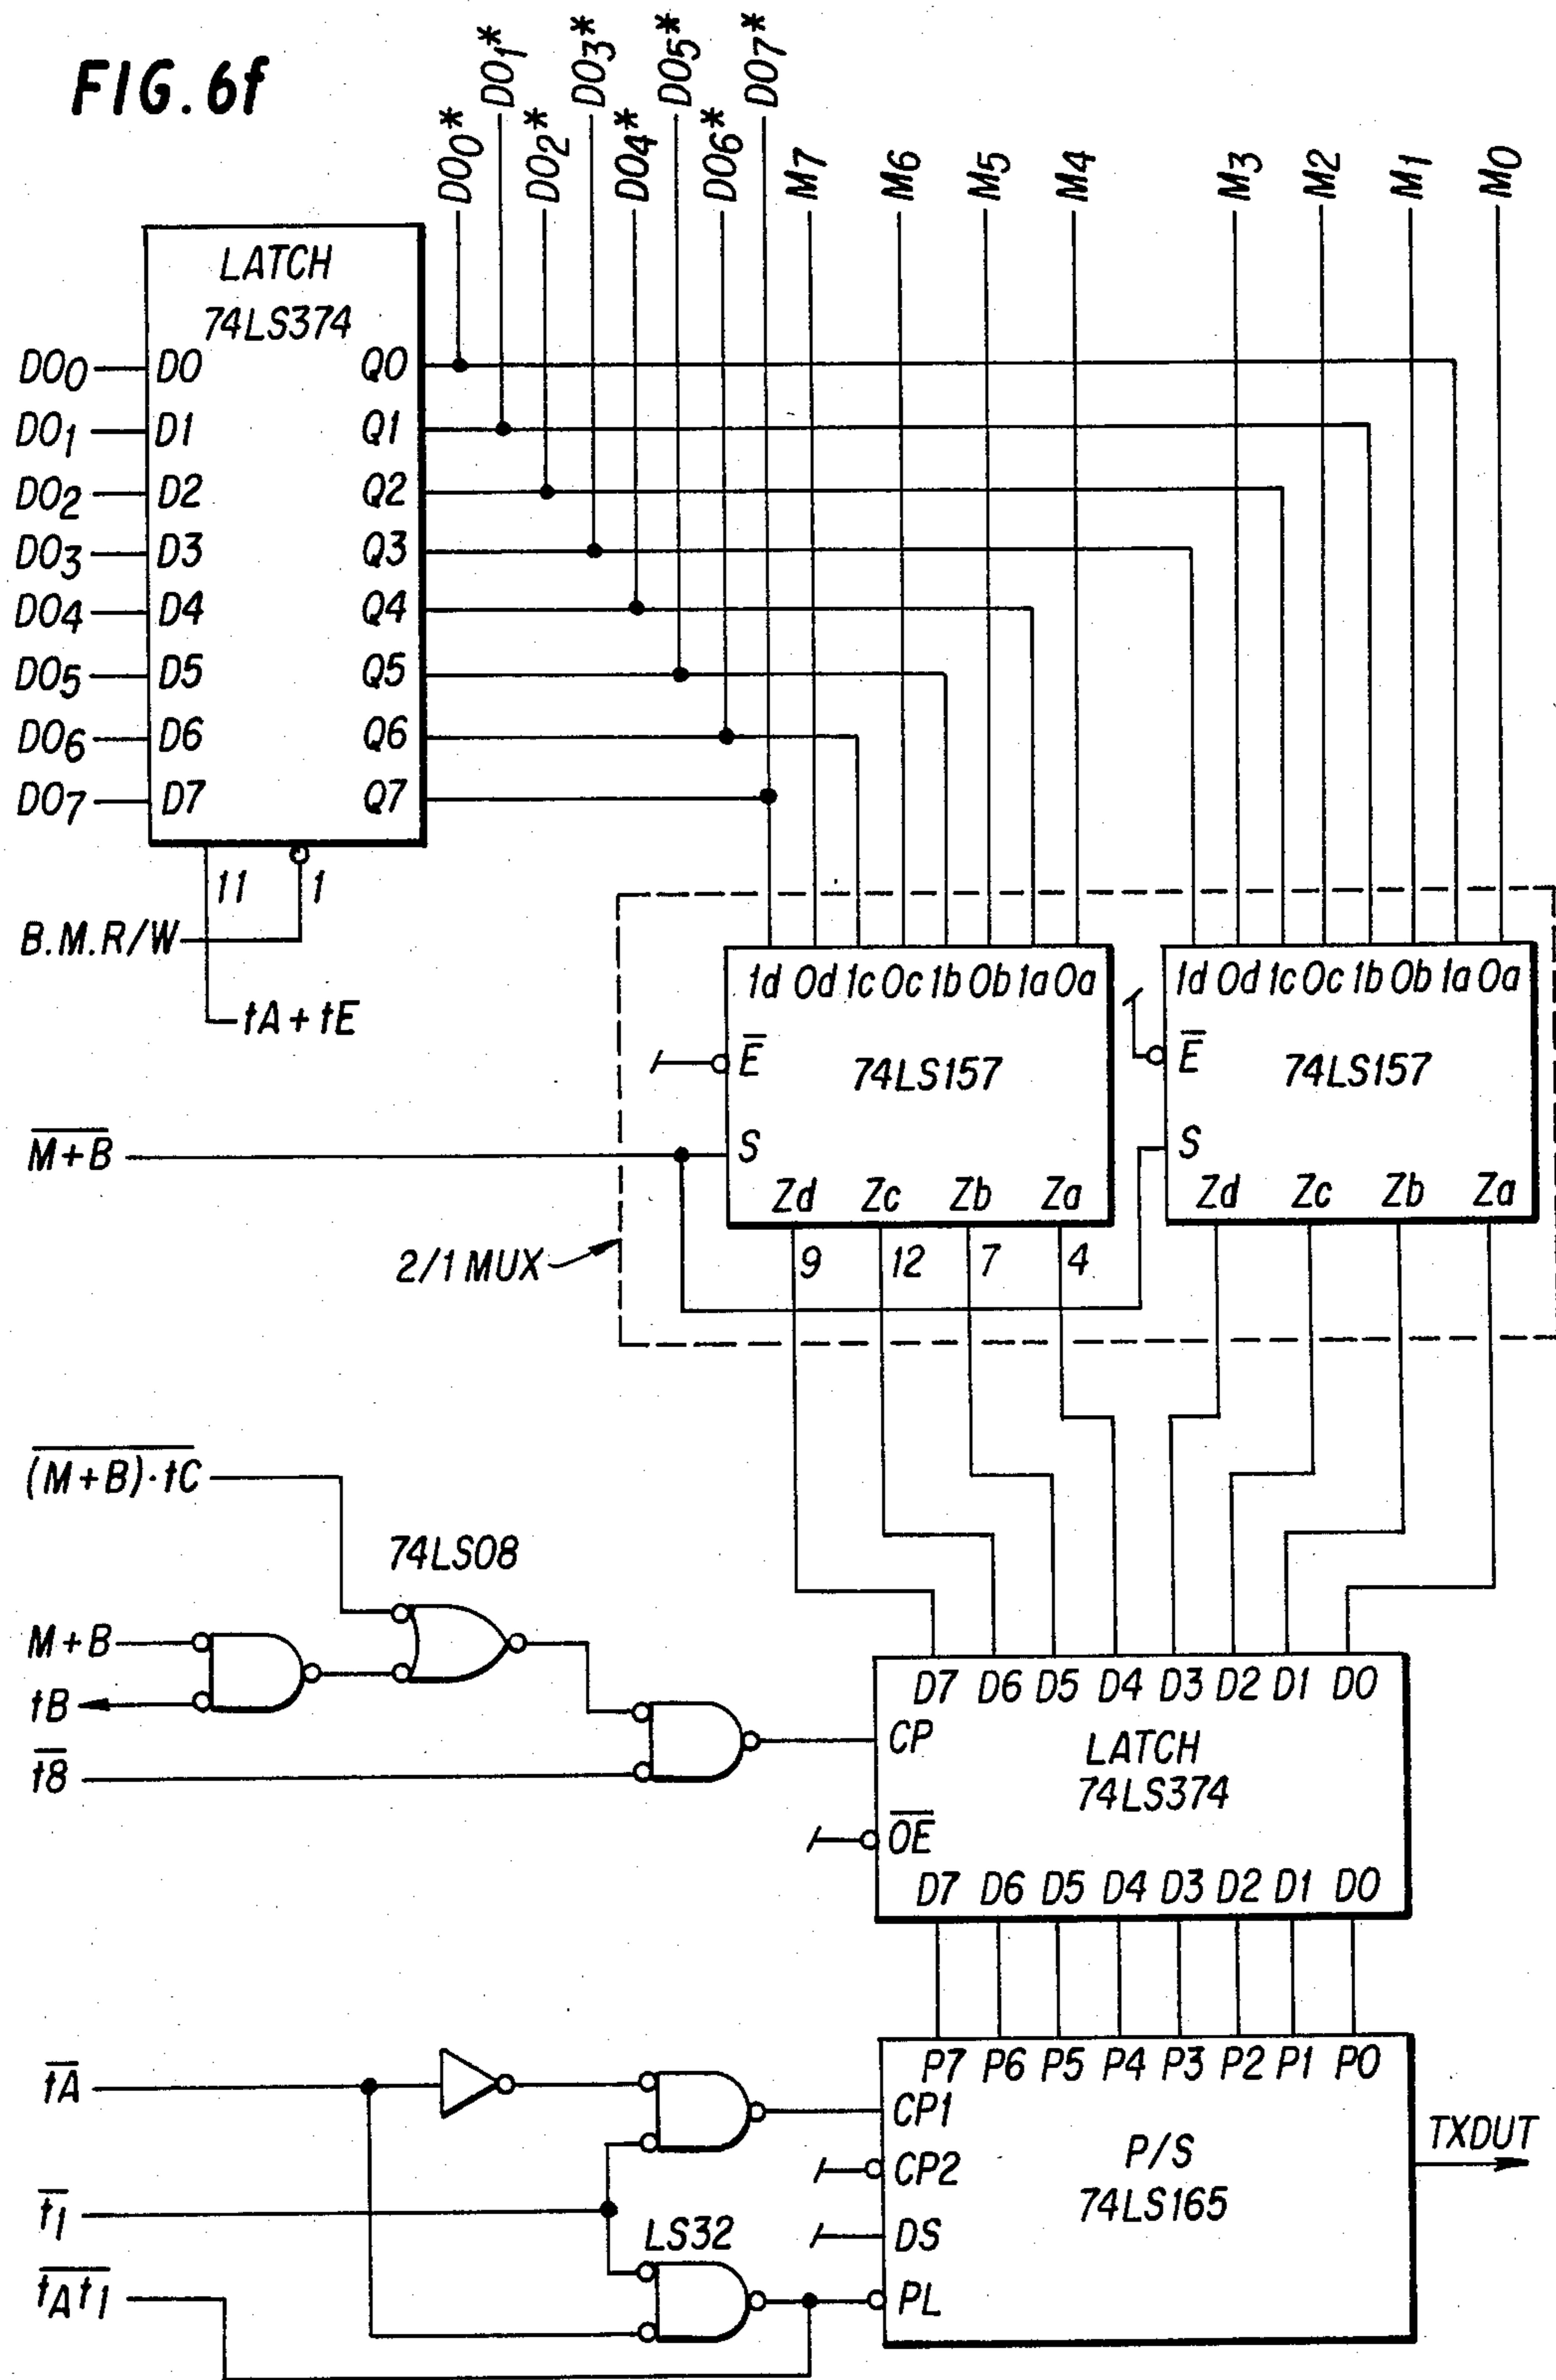 FIG. 6f
DO0* DO1* DO2* DO3* DO4* DO5* DO6* DO7* M7 M6 M5 M4 M3 M2 M1 M0
LATCH
74LS374
DO0 D0 Q0
DO1 D1 Q1
DO2 D2 Q2
DO3 D3 Q3
DO4 D4 Q4
DO5 D5 Q5
DO6 D6 Q6
DO7 D7 Q7
11 1
B.M.R/W
tA+tE
1d 0d 1c 0c 1b 0b 1a 0a
E̅
74LS157
S
Zd Zc Zb Za
9 12 7 4
1d 0d 1c 0c 1b 0b 1a 0a
E̅
74LS157
S
Zd Zc Zb Za
M̅+̅B̅
2/1 MUX
(̅M̅+̅B̅)̅·̅t̅C̅
74LS08
M+B
tB
t̅8̅
D7 D6 D5 D4 D3 D2 D1 D0
CP
LATCH
74LS374
O̅E̅
D7 D6 D5 D4 D3 D2 D1 D0
t̅A̅
t̅1̅
LS32
t̅A̅t̅1̅
P7 P6 P5 P4 P3 P2 P1 P0
CP1
CP2
P/S
74LS165
DS
PL
TXDUT